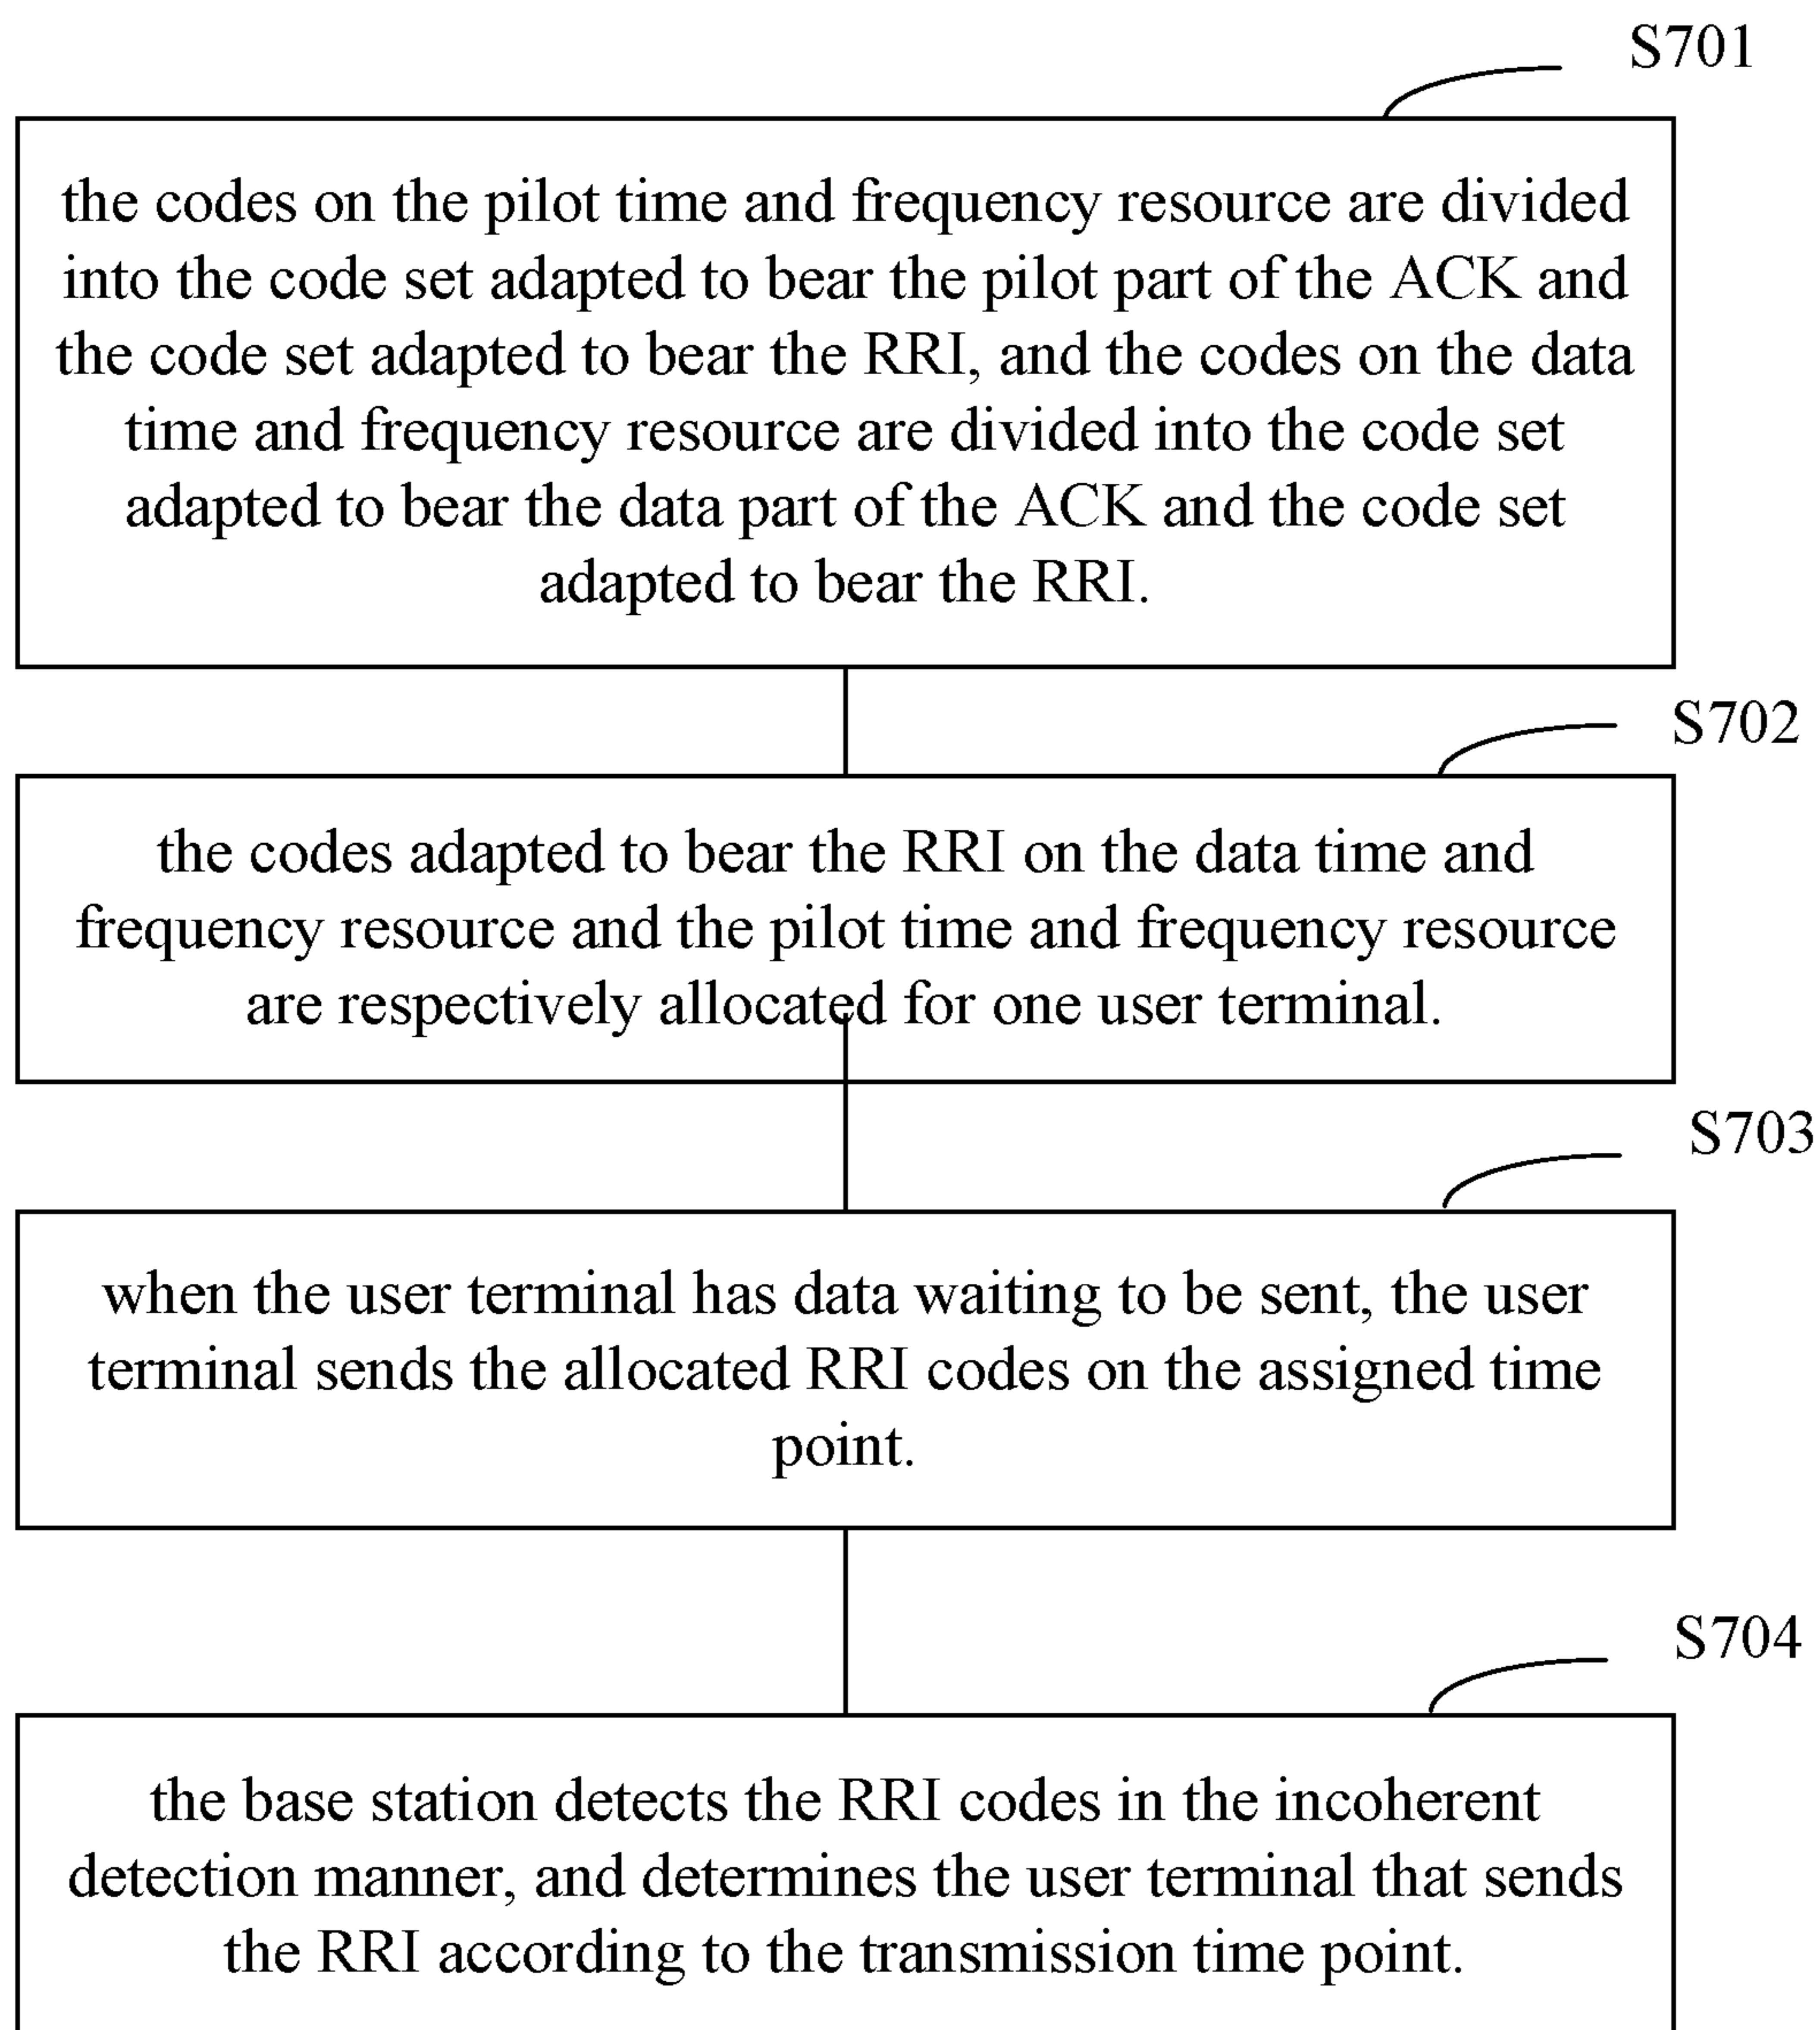 S701
the codes on the pilot time and frequency resource are divided
into the code set adapted to bear the pilot part of the ACK and
the code set adapted to bear the RRI, and the codes on the data
time and frequency resource are divided into the code set
adapted to bear the data part of the ACK and the code set
adapted to bear the RRI.
S702
the codes adapted to bear the RRI on the data time and
frequency resource and the pilot time and frequency resource
are respectively allocated for one user terminal.
S703
when the user terminal has data waiting to be sent, the user
terminal sends the allocated RRI codes on the assigned time
point.
S704
the base station detects the RRI codes in the incoherent
detection manner, and determines the user terminal that sends
the RRI according to the transmission time point.